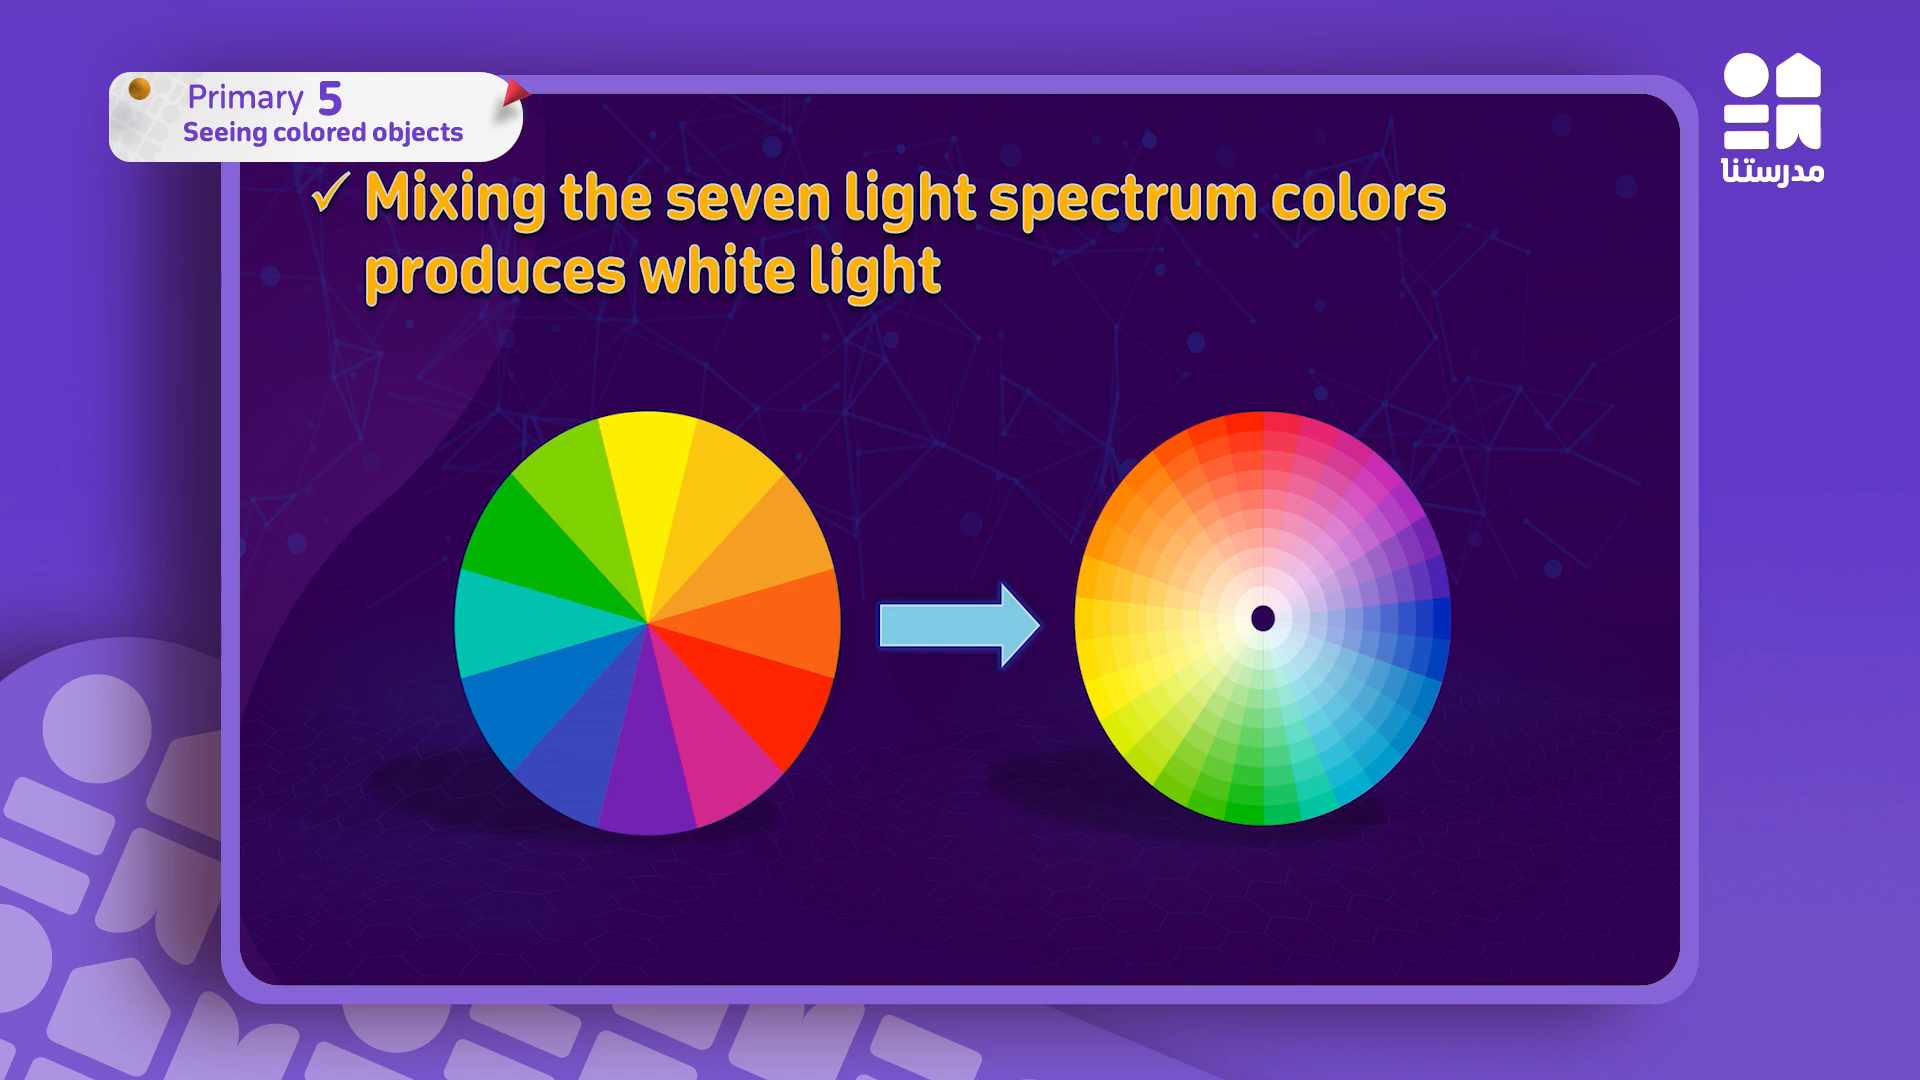 Primary 5
Seeing colored objects
مدرستنا
✓ Mixing the seven light spectrum colors
produces white light